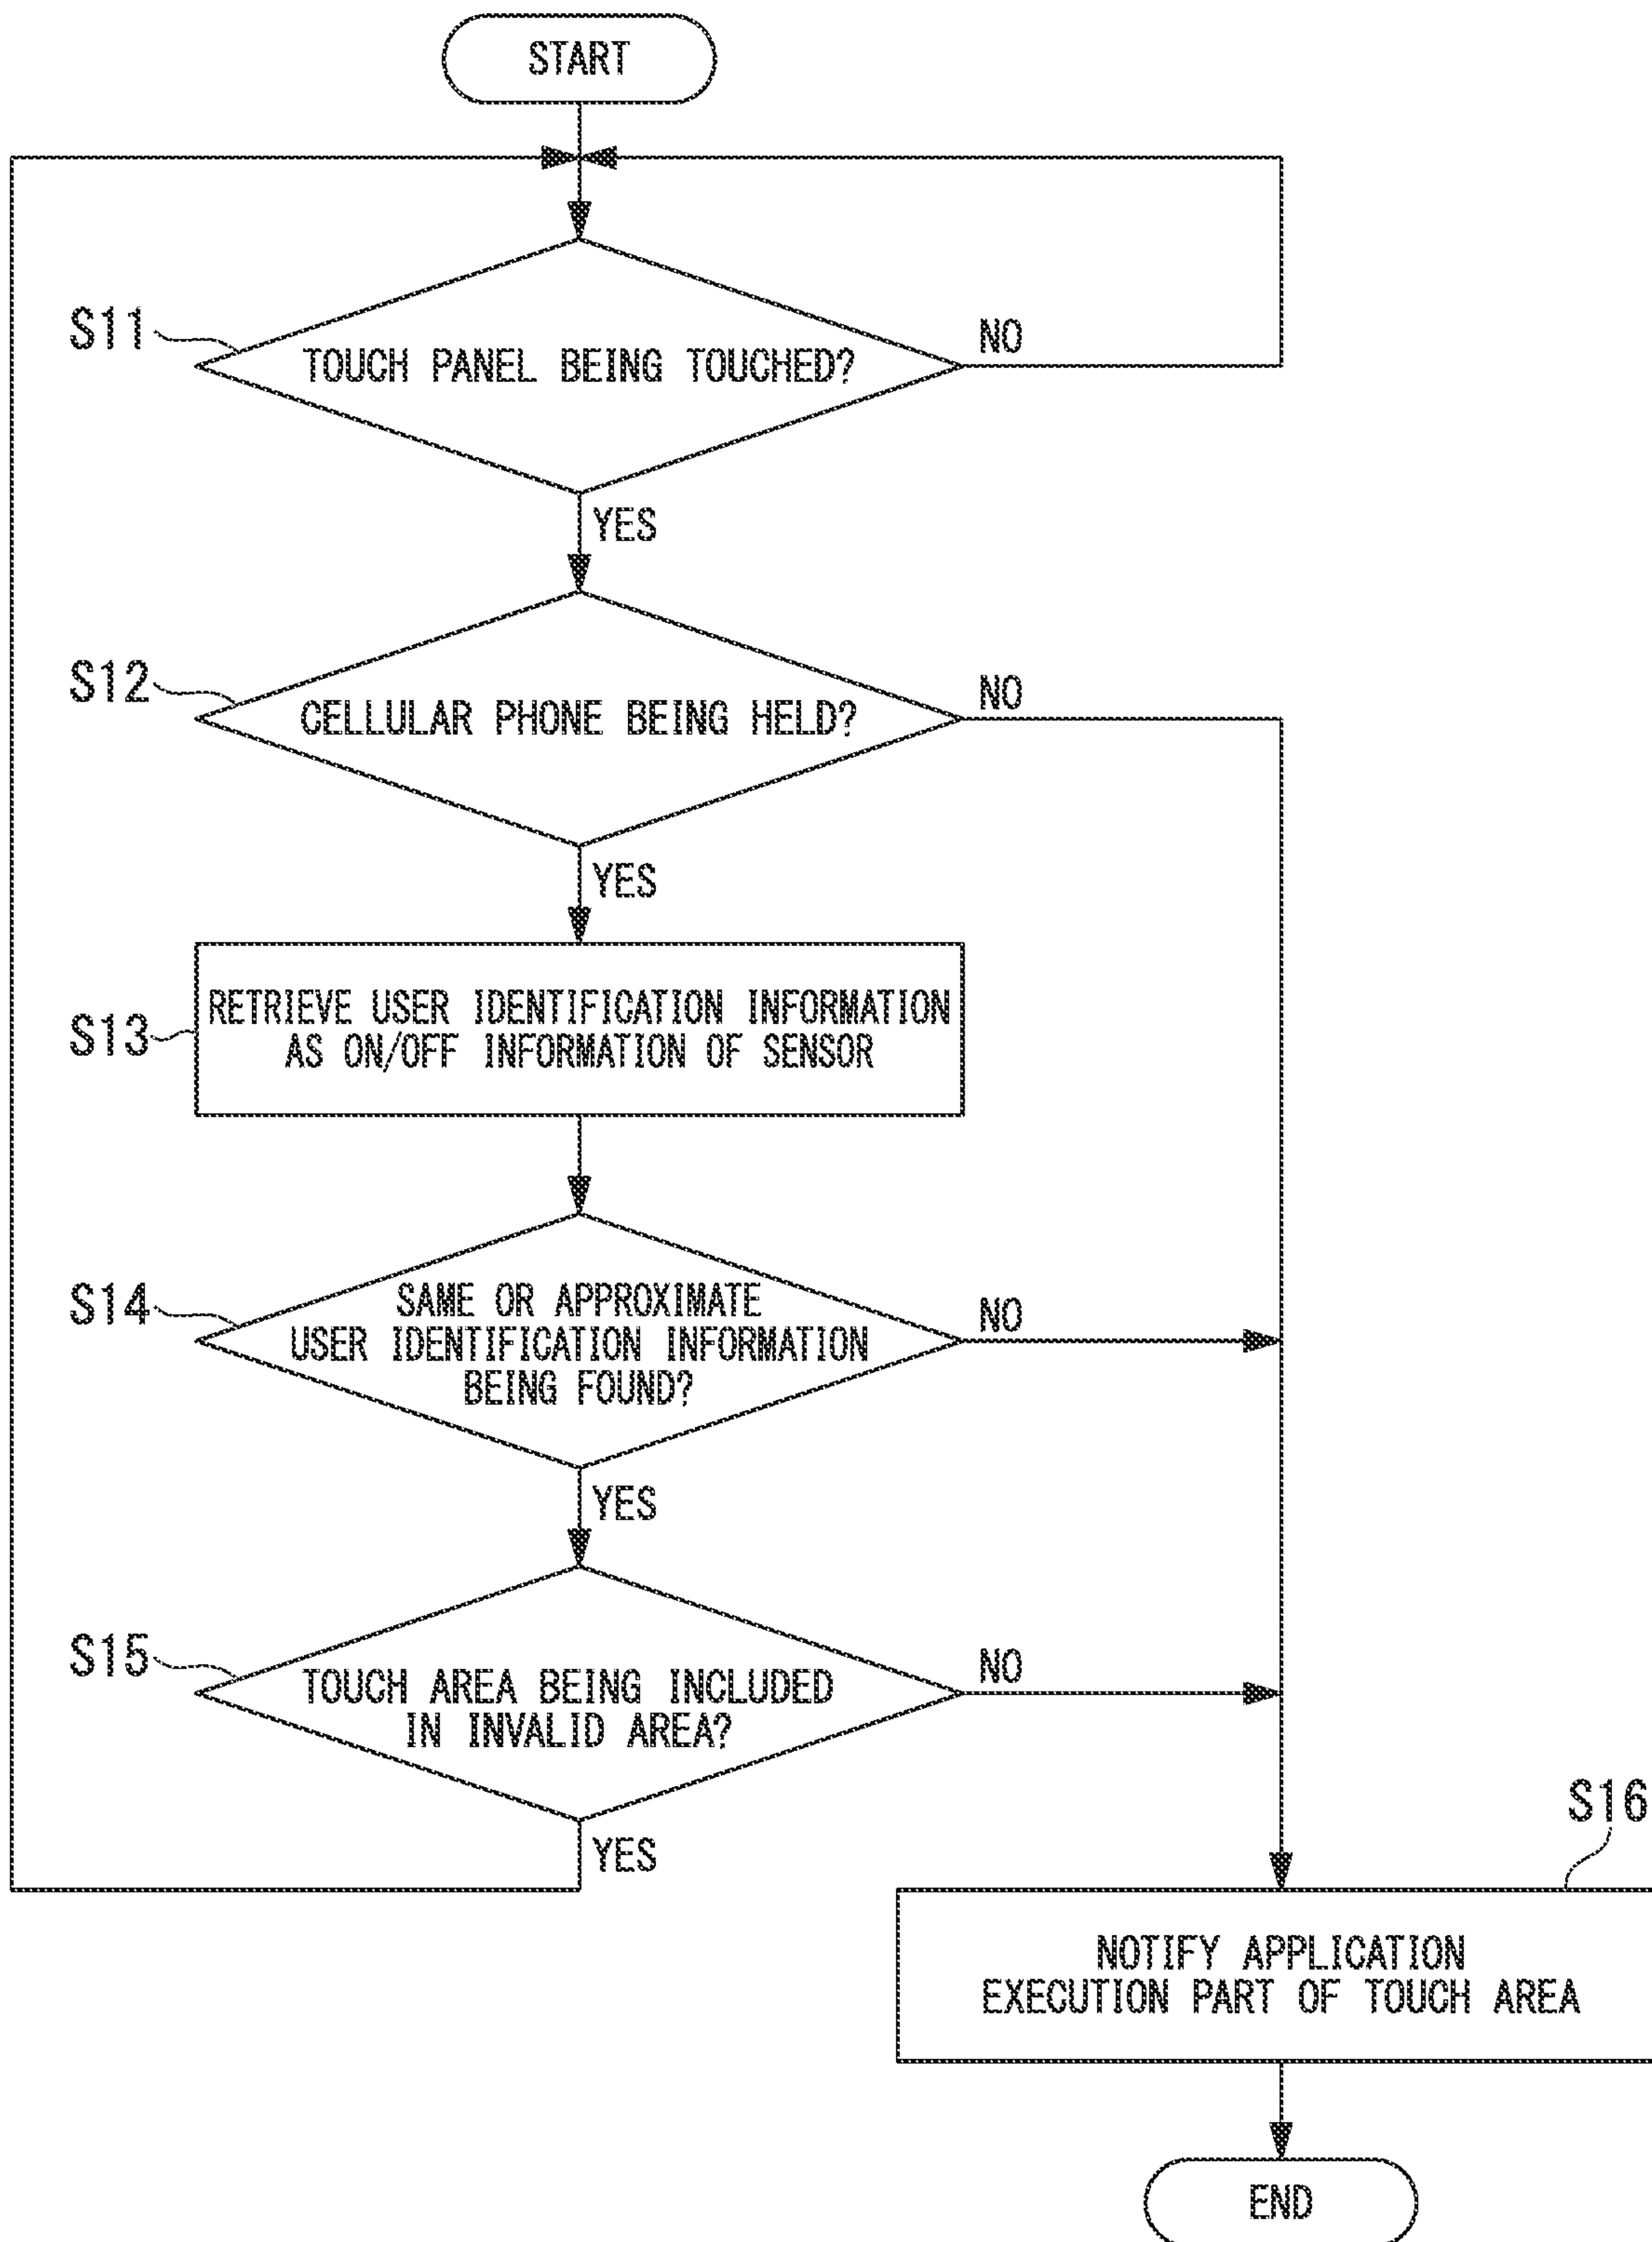 START
S11
TOUCH PANEL BEING TOUCHED?
NO
YES
S12
CELLULAR PHONE BEING HELD?
NO
YES
S13
RETRIEVE USER IDENTIFICATION INFORMATION
AS ON/OFF INFORMATION OF SENSOR
S14
SAME OR APPROXIMATE
USER IDENTIFICATION INFORMATION
BEING FOUND?
NO
YES
S15
TOUCH AREA BEING INCLUDED
IN INVALID AREA?
NO
YES
S16
NOTIFY APPLICATION
EXECUTION PART OF TOUCH AREA
END